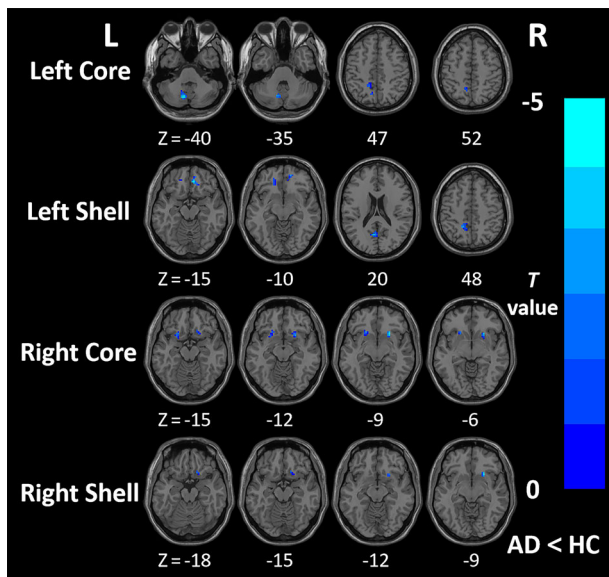 L R
Left Core
-5
Z = -40 -35 47 52
Left Shell
Z = -15 -10 20 48
T
value
Right Core
Z = -15 -12 -9 -6
Right Shell
0
AD < HC
Z = -18 -15 -12 -9